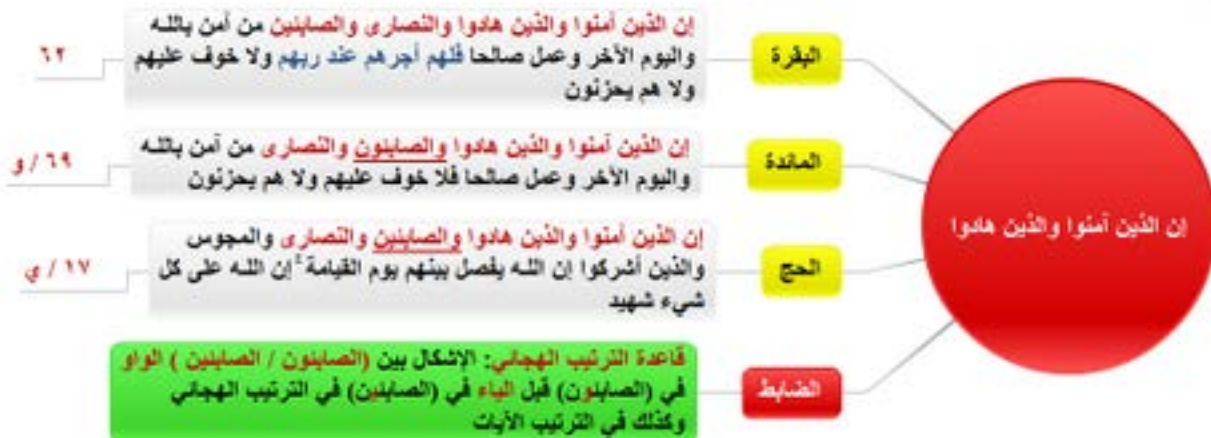 إن الذين آمنوا والذين هادوا
البقرة
إن الذين آمنوا والذين هادوا والنصارى والصابئين من آمن بالله
واليوم الآخر وعمل صالحا فلهم أجرهم عند ربهم ولا خوف عليهم
ولا هم يحزنون
٦٢
المائدة
إن الذين آمنوا والذين هادوا والصابئون والنصارى من آمن بالله
واليوم الآخر وعمل صالحا فلا خوف عليهم ولا هم يحزنون
٦٩ / و
الحج
إن الذين آمنوا والذين هادوا والصابئين والنصارى والمجوس
والذين أشركوا إن الله يفصل بينهم يوم القيامة ۚ إن الله على كل
شيء شهيد
١٧ / ي
الضابط
قاعدة الترتيب الهجائي: الإشكال بين (الصابئون / الصابئين ) الواو
في (الصابئون) قبل الياء في (الصابئين) في الترتيب الهجائي
وكذلك في الترتيب الآيات